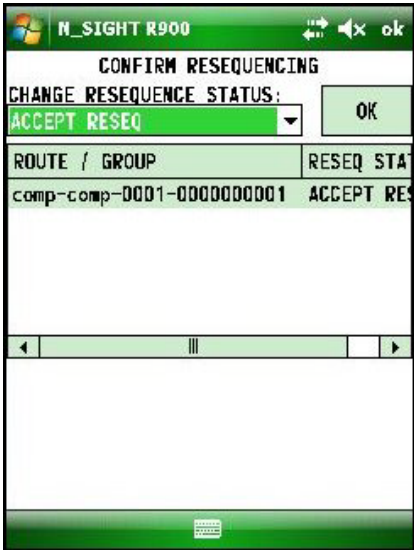 N_SIGHT R900 ok
CONFIRM RESEQUENCING
CHANGE RESEQUENCE STATUS:
ACCEPT RESEQ OK
ROUTE / GROUP RESEQ STAT
comp-comp-0001-0000000001 ACCEPT RES